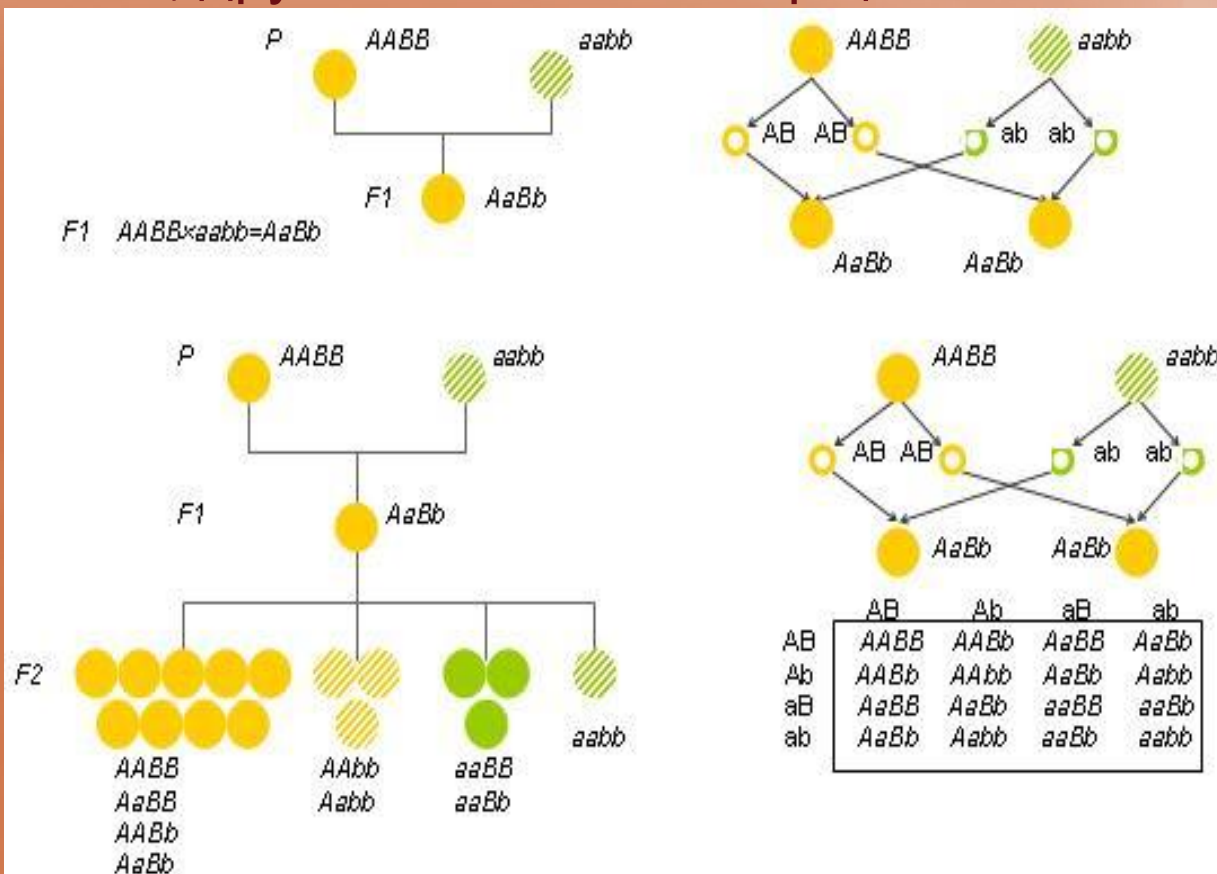 P AABB aabb
F1 AaBb
F1 AABB×aabb=AaBb
AABB aabb
AB AB ab ab
AaBb AaBb
P AABB aabb
F1 AaBb
F2
AABB AAbb aaBB aabb
AaBB Aabb aaBb
AABb
AaBb
AABB aabb
AB AB ab ab
AaBb AaBb
AB Ab aB ab
AB AABB AABb AaBB AaBb
Ab AABb AAbb AaBb Aabb
aB AaBB AaBb aaBB aaBb
ab AaBb Aabb aaBb aabb